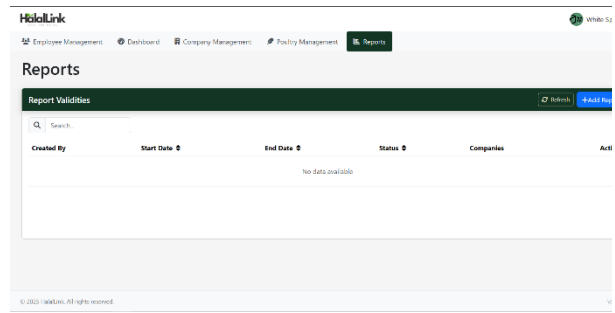 HalalLink
White Sp
Employee Management Dashboard Company Management Poultry Management Reports
Reports
Report Validities
Refresh +Add Rep
Search...
Created By Start Date End Date Status Companies Acti
No data available
© 2025 HalalLink. All rights reserved.